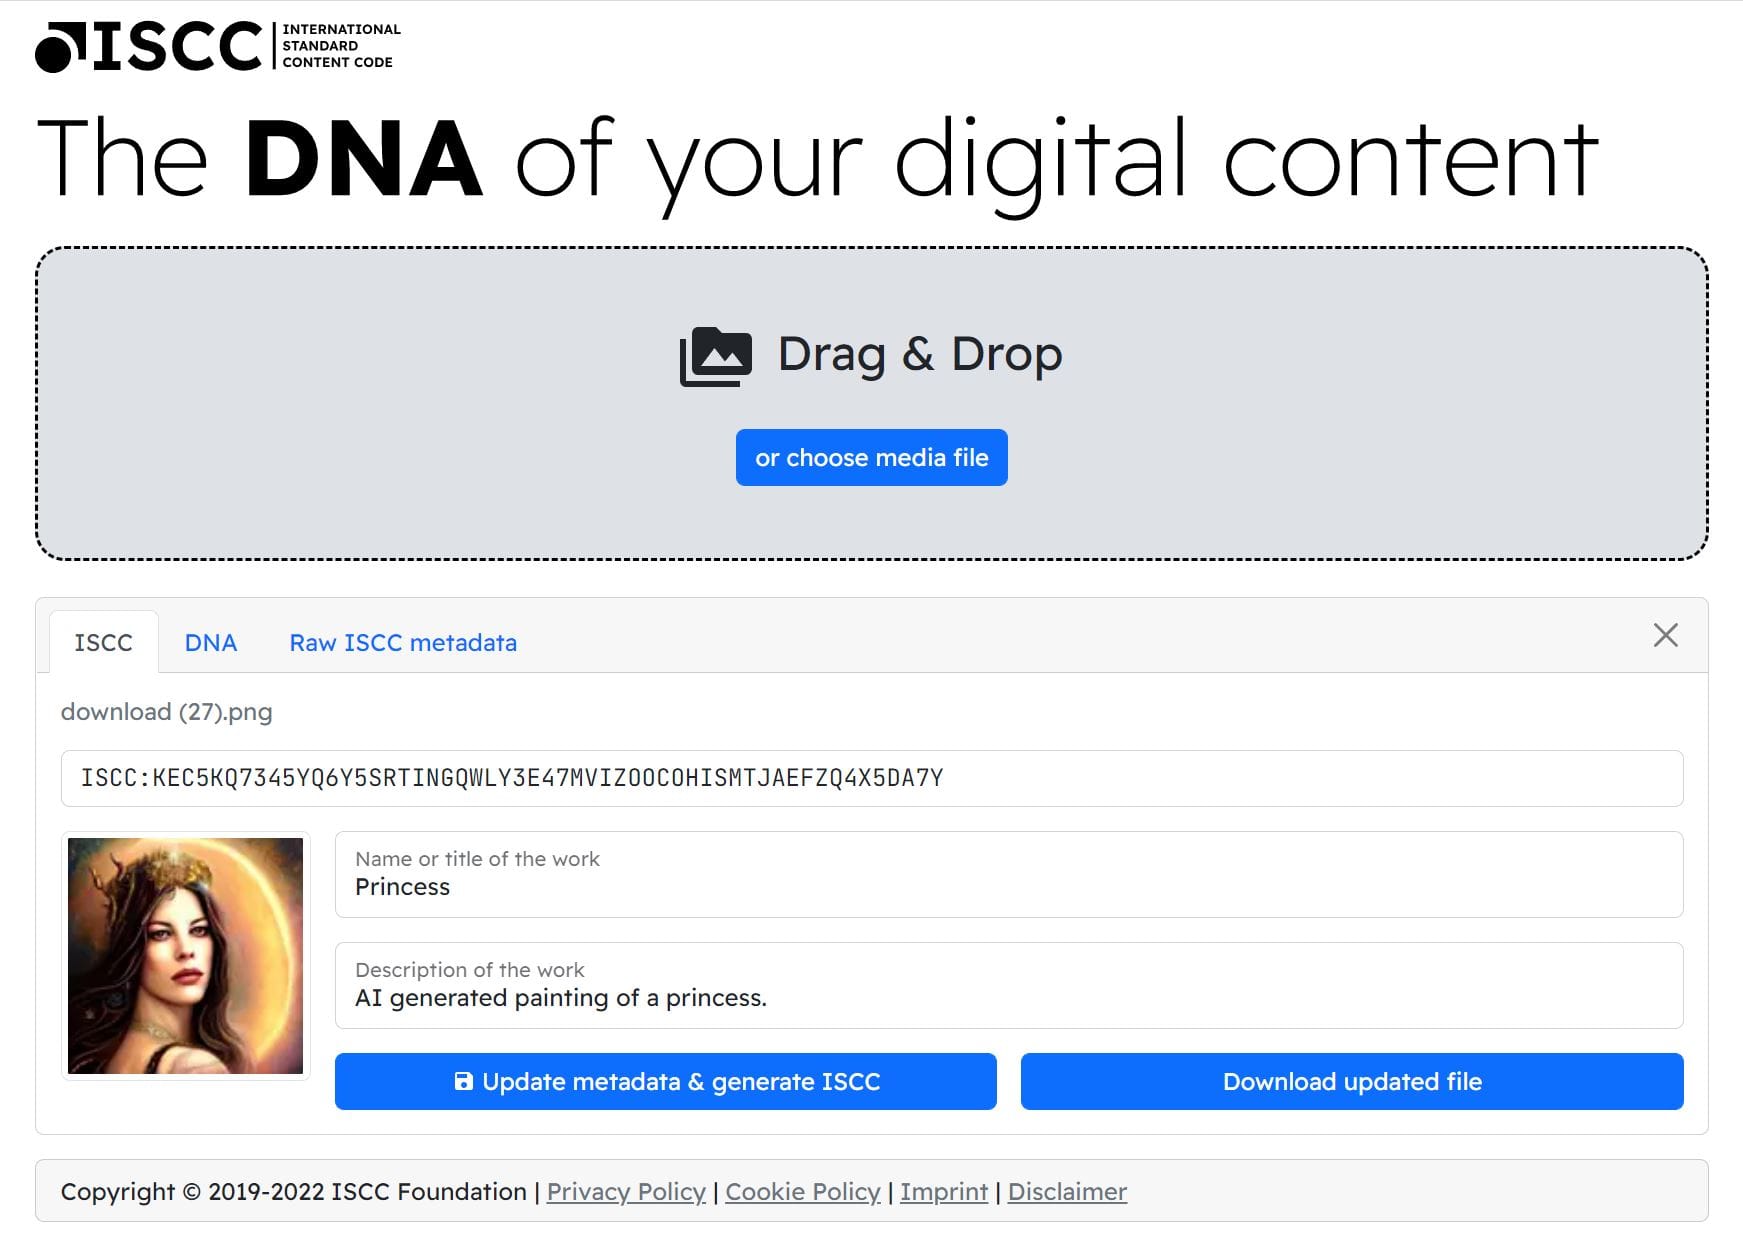 ISCC
INTERNATIONAL
STANDARD
CONTENT CODE
The DNA of your digital content
Drag & Drop
or choose media file
ISCC DNA Raw ISCC metadata
download (27).png
ISCC:KEC5KQ7345YQ6Y5SRTINGQWLY3E47MVIZOOCOHISMTJAEFZQ4X5DA7Y
Name or title of the work
Princess
Description of the work
AI generated painting of a princess.
Update metadata & generate ISCC
Download updated file
Copyright © 2019-2022 ISCC Foundation | Privacy Policy | Cookie Policy | Imprint | Disclaimer